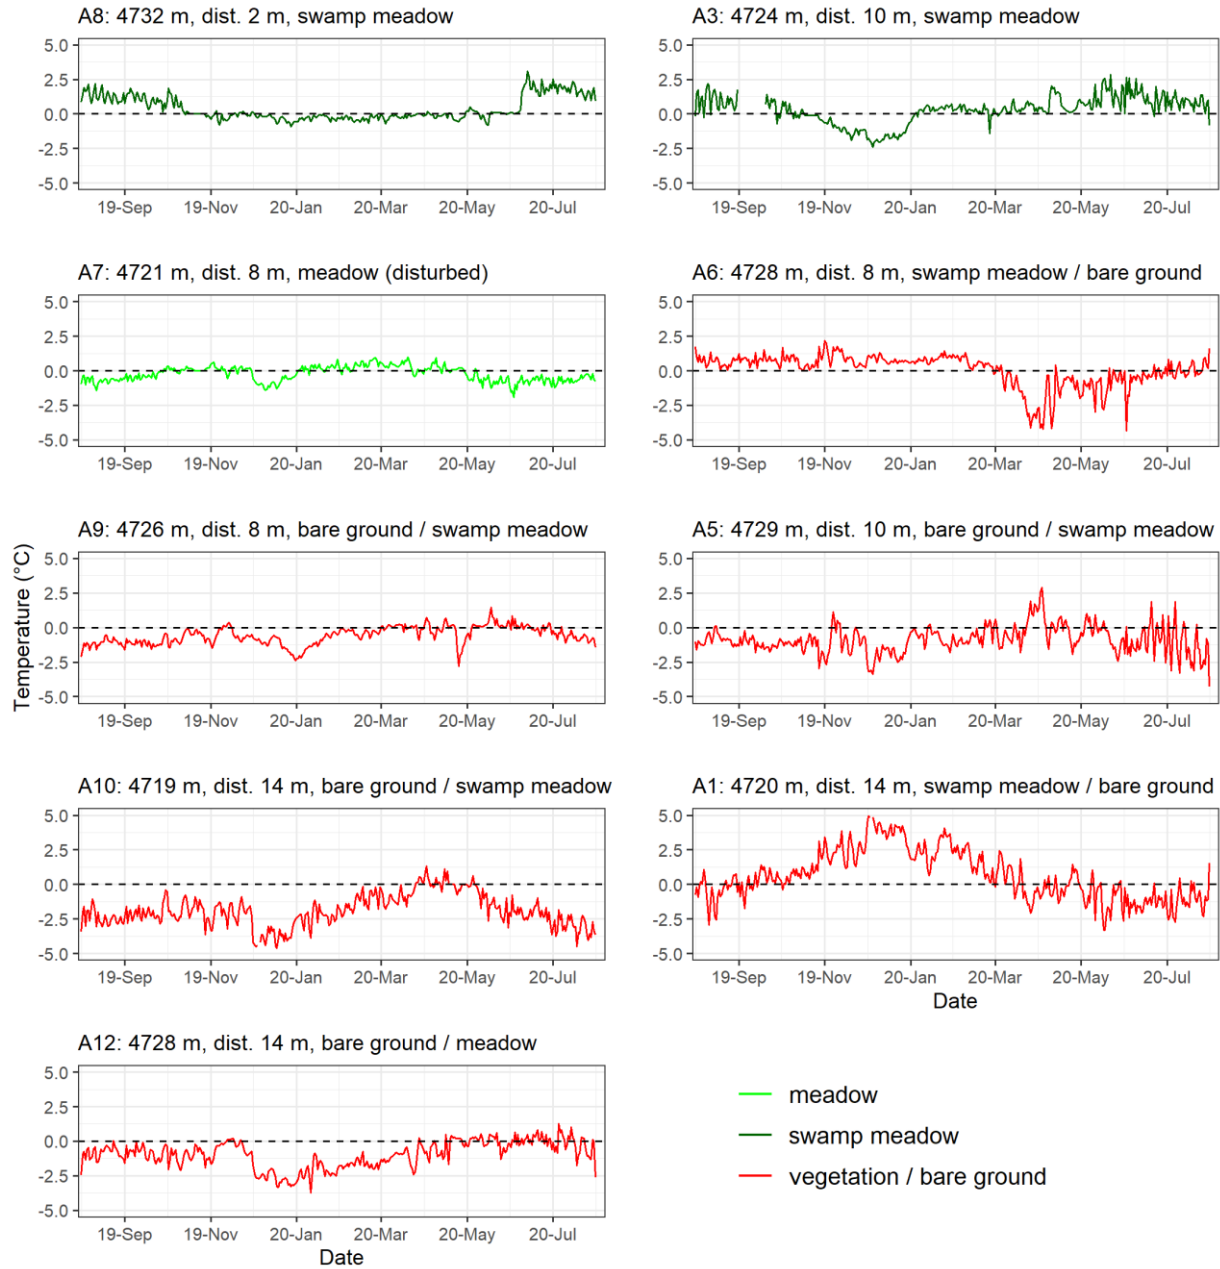 A8: 4732 m, dist. 2 m, swamp meadow
5.0
2.5
0.0
-2.5
-5.0
19-Sep 19-Nov 20-Jan 20-Mar 20-May 20-Jul
A3: 4724 m, dist. 10 m, swamp meadow
5.0
2.5
0.0
-2.5
-5.0
19-Sep 19-Nov 20-Jan 20-Mar 20-May 20-Jul
A7: 4721 m, dist. 8 m, meadow (disturbed)
5.0
2.5
0.0
-2.5
-5.0
19-Sep 19-Nov 20-Jan 20-Mar 20-May 20-Jul
A6: 4728 m, dist. 8 m, swamp meadow / bare ground
5.0
2.5
0.0
-2.5
-5.0
19-Sep 19-Nov 20-Jan 20-Mar 20-May 20-Jul
Temperature (°C)
A9: 4726 m, dist. 8 m, bare ground / swamp meadow
5.0
2.5
0.0
-2.5
-5.0
19-Sep 19-Nov 20-Jan 20-Mar 20-May 20-Jul
A5: 4729 m, dist. 10 m, bare ground / swamp meadow
5.0
2.5
0.0
-2.5
-5.0
19-Sep 19-Nov 20-Jan 20-Mar 20-May 20-Jul
A10: 4719 m, dist. 14 m, bare ground / swamp meadow
5.0
2.5
0.0
-2.5
-5.0
19-Sep 19-Nov 20-Jan 20-Mar 20-May 20-Jul
A1: 4720 m, dist. 14 m, swamp meadow / bare ground
5.0
2.5
0.0
-2.5
-5.0
19-Sep 19-Nov 20-Jan 20-Mar 20-May 20-Jul
Date
A12: 4728 m, dist. 14 m, bare ground / meadow
5.0
2.5
0.0
-2.5
-5.0
19-Sep 19-Nov 20-Jan 20-Mar 20-May 20-Jul
Date
meadow
swamp meadow
vegetation / bare ground